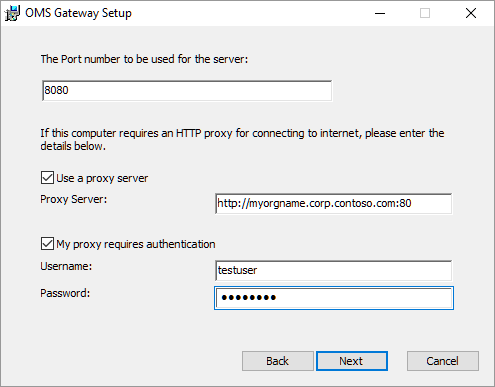 OMS Gateway Setup
The Port number to be used for the server:
8080
If this computer requires an HTTP proxy for connecting to internet, please enter the
details below.
Use a proxy server
Proxy Server:
http://myorgname.corp.contoso.com:80
My proxy requires authentication
Username:
testuser
Password:
●●●●●●●●
Back
Next
Cancel